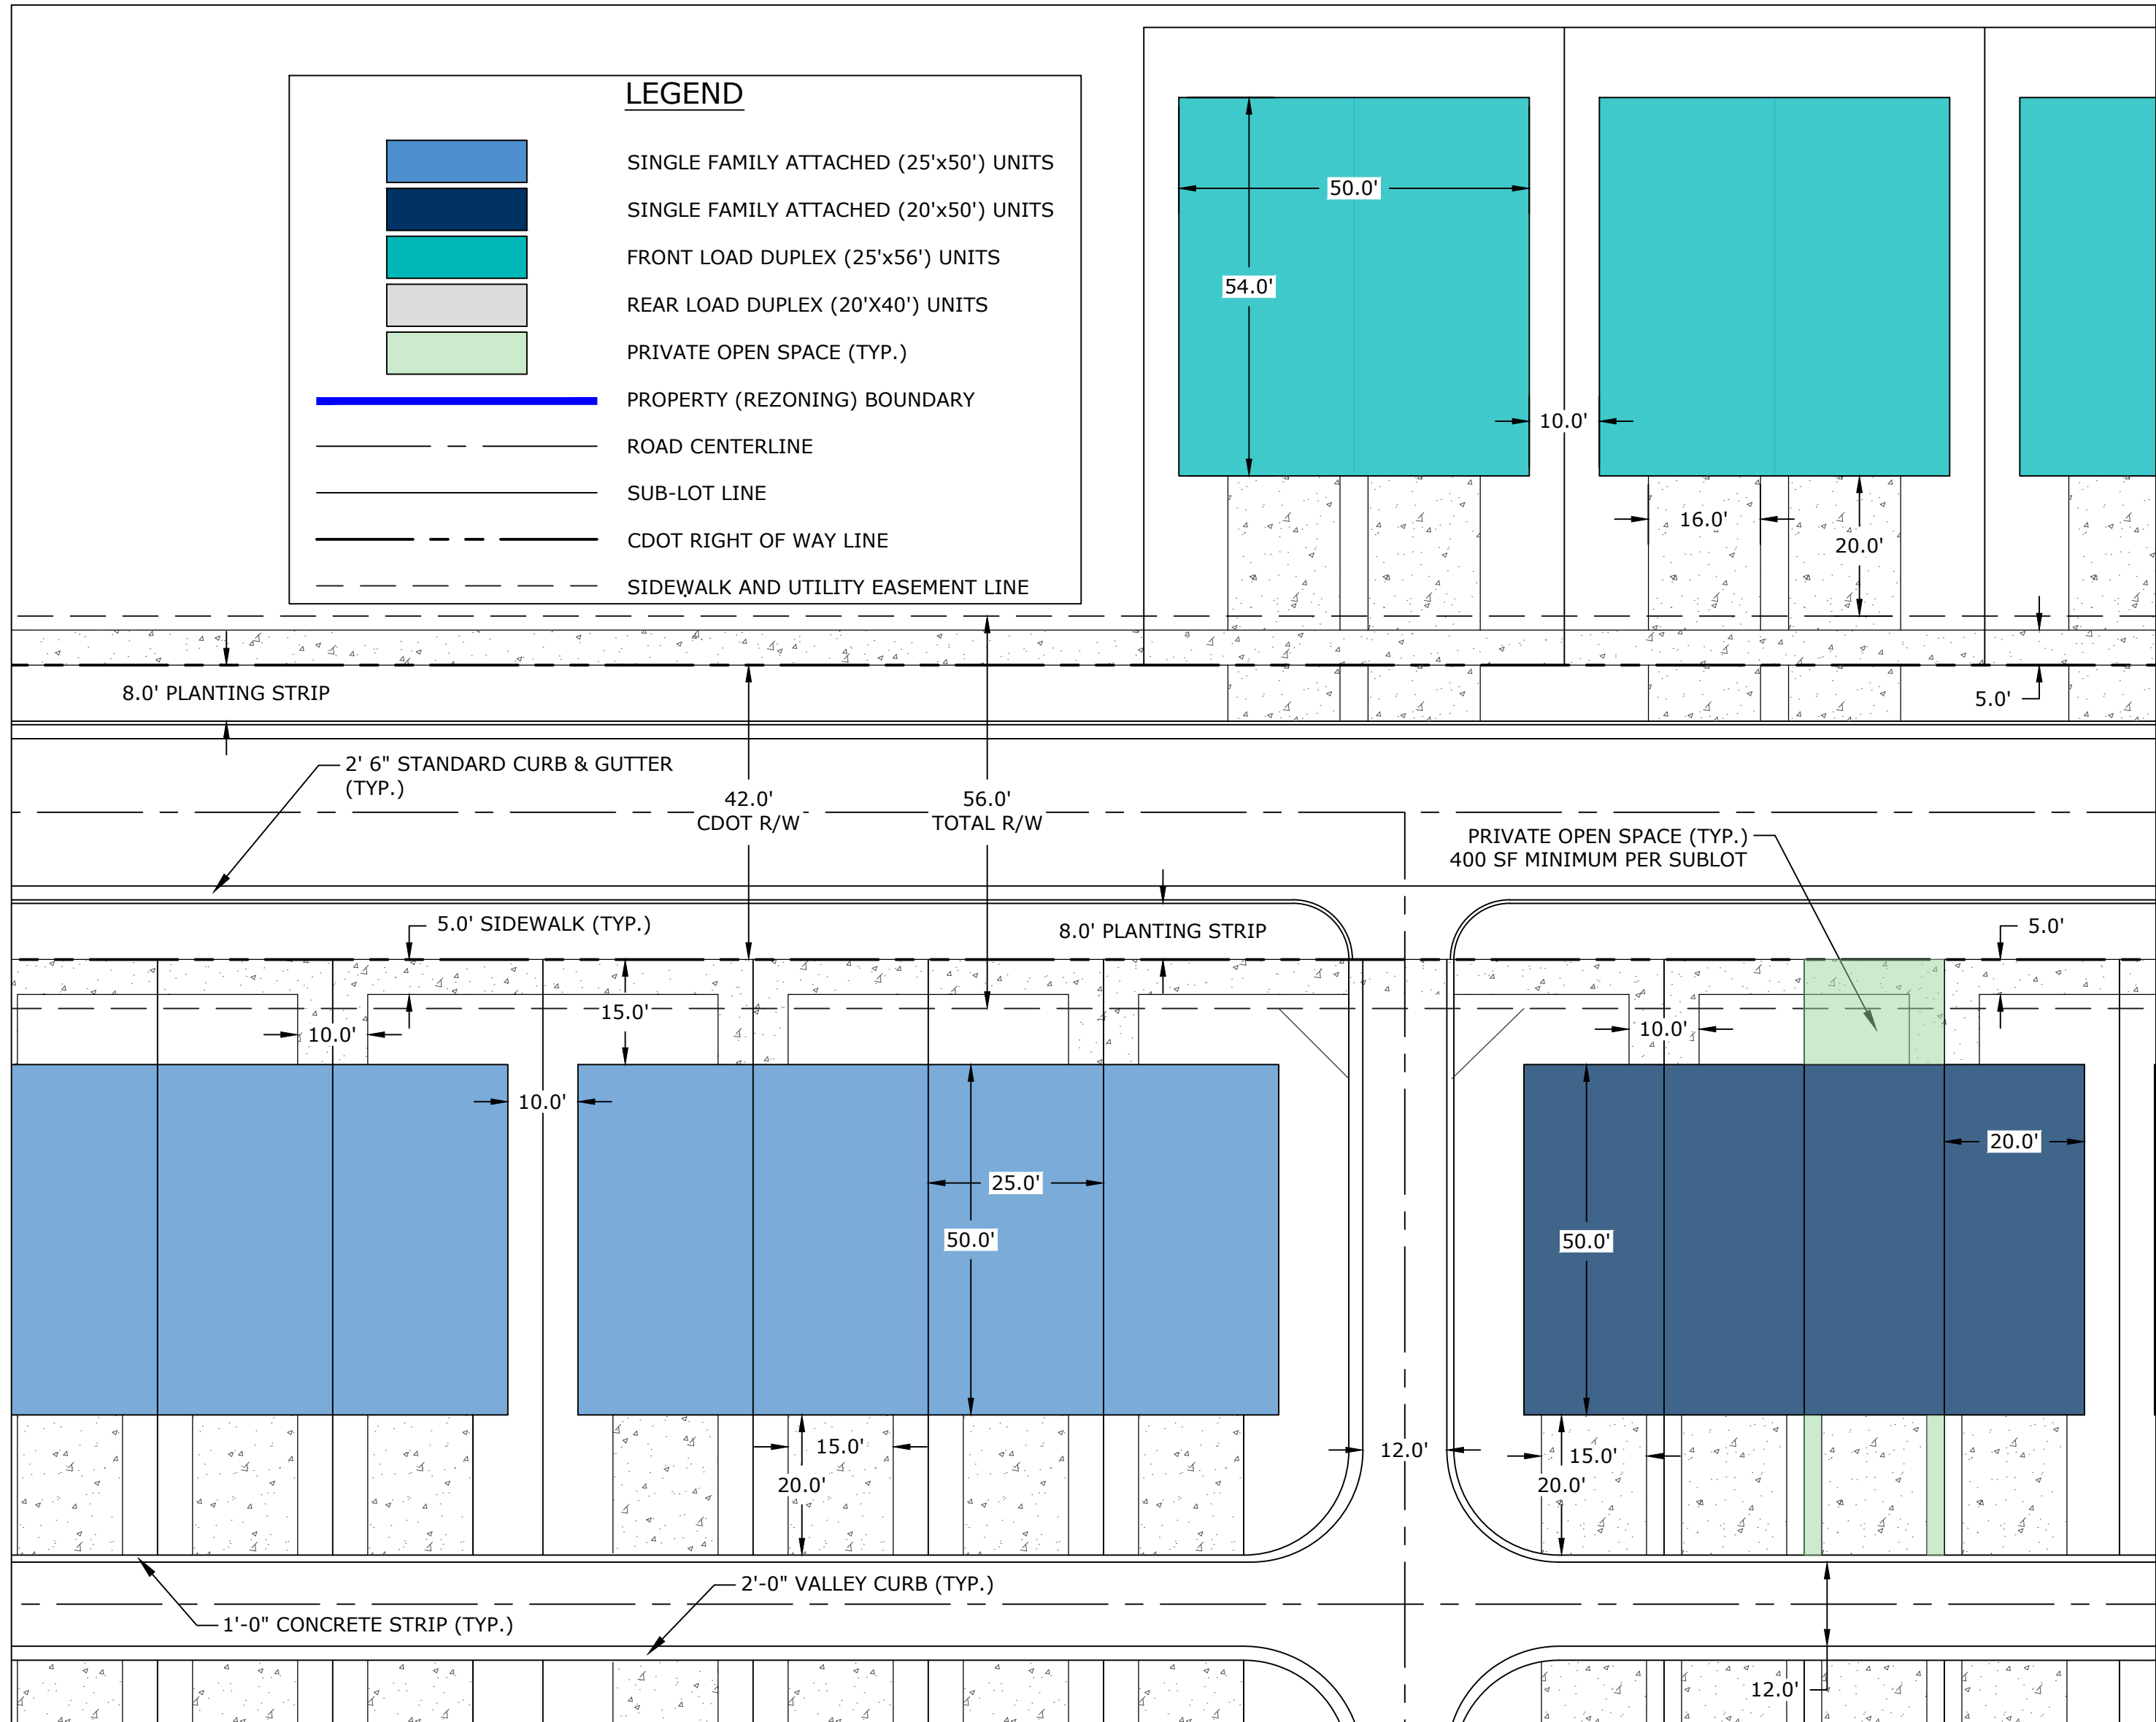 LEGEND
SINGLE FAMILY ATTACHED (25'x50') UNITS
SINGLE FAMILY ATTACHED (20'x50') UNITS
FRONT LOAD DUPLEX (25'x56') UNITS
REAR LOAD DUPLEX (20'X40') UNITS
PRIVATE OPEN SPACE (TYP.)
PROPERTY (REZONING) BOUNDARY
ROAD CENTERLINE
SUB-LOT LINE
CDOT RIGHT OF WAY LINE
SIDEWALK AND UTILITY EASEMENT LINE
50.0'
54.0'
10.0'
16.0'
20.0'
5.0'
8.0' PLANTING STRIP
2' 6" STANDARD CURB & GUTTER
(TYP.)
42.0'
CDOT R/W
56.0'
TOTAL R/W
PRIVATE OPEN SPACE (TYP.)
400 SF MINIMUM PER SUBLOT
5.0' SIDEWALK (TYP.)
8.0' PLANTING STRIP
5.0'
15.0'
10.0'
10.0'
10.0'
20.0'
25.0'
50.0'
50.0'
15.0'
20.0'
12.0'
15.0'
20.0'
2'-0" VALLEY CURB (TYP.)
1'-0" CONCRETE STRIP (TYP.)
12.0'